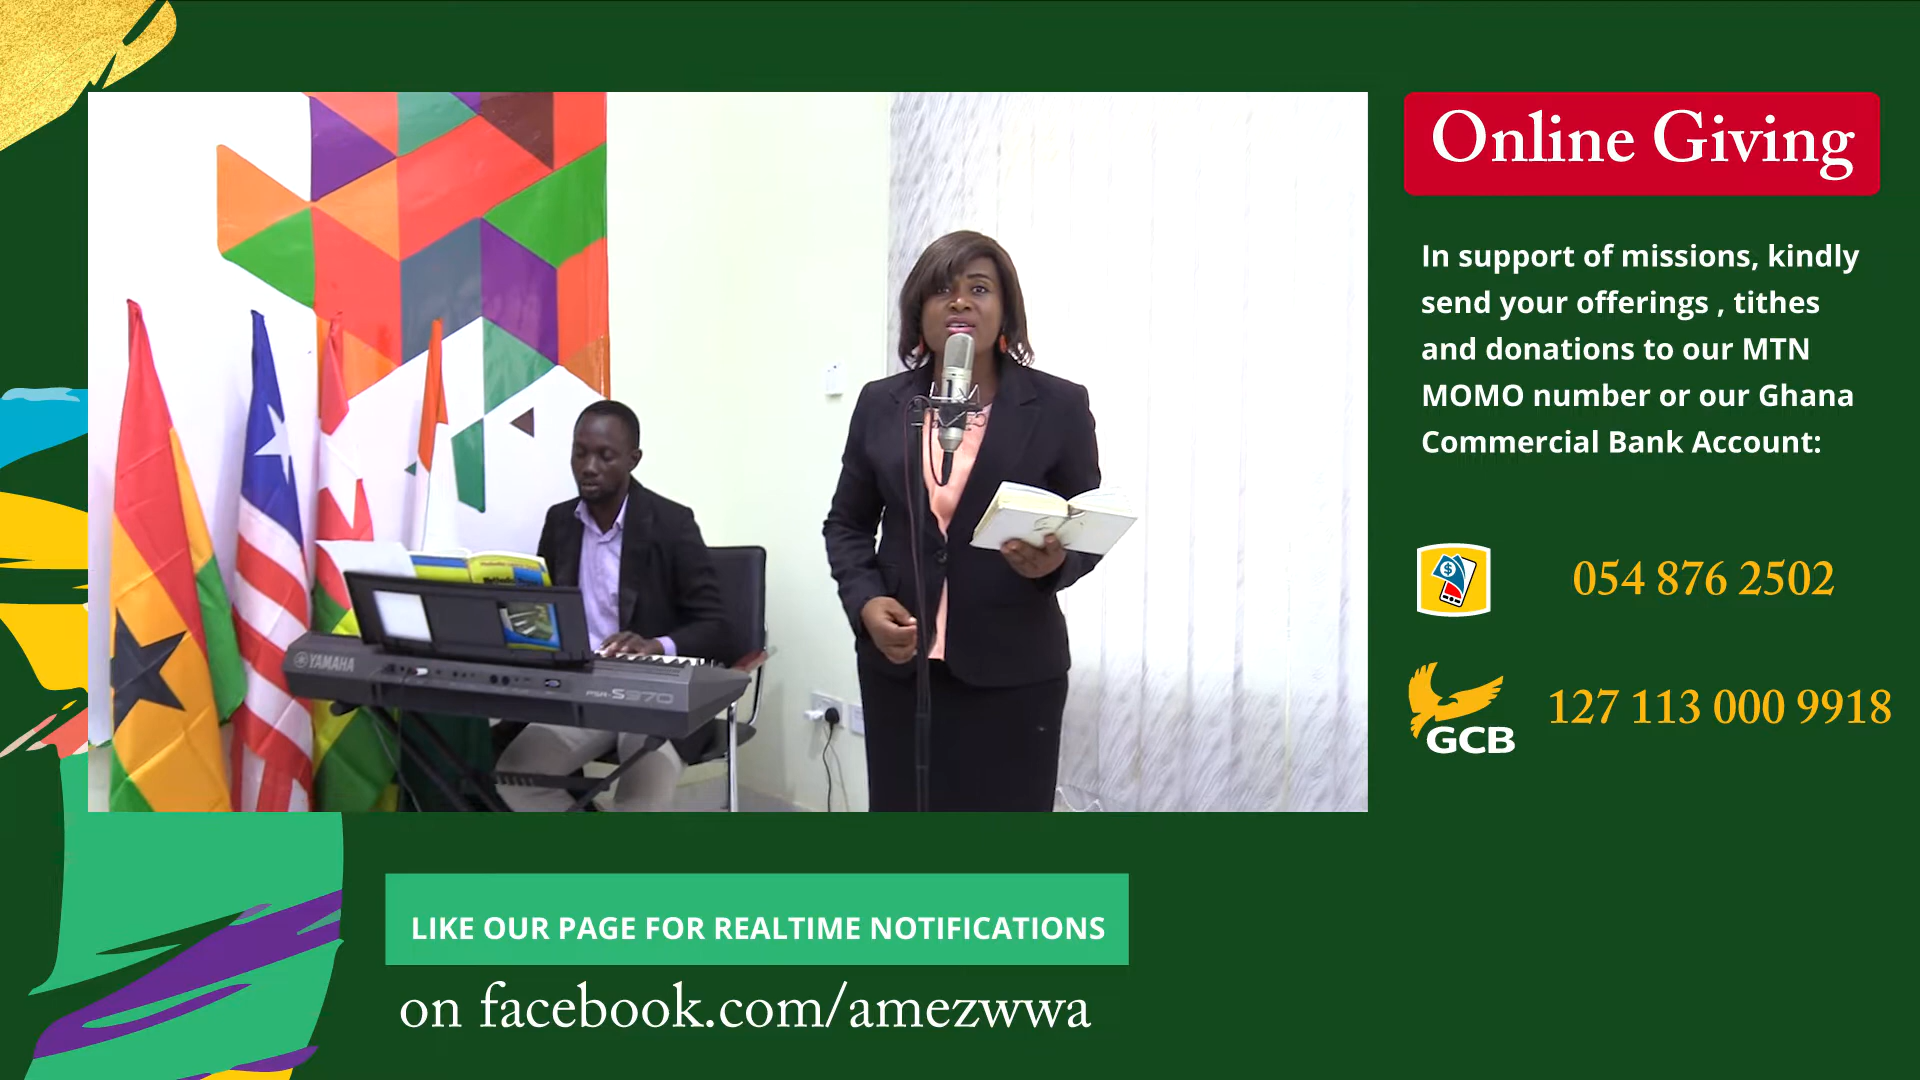 Online Giving
In support of missions, kindly
send your offerings , tithes
and donations to our MTN
MOMO number or our Ghana
Commercial Bank Account:
054 876 2502
GCB
127 113 000 9918
YAMAHA
PSR-S970
LIKE OUR PAGE FOR REALTIME NOTIFICATIONS
on facebook.com/amezwwa